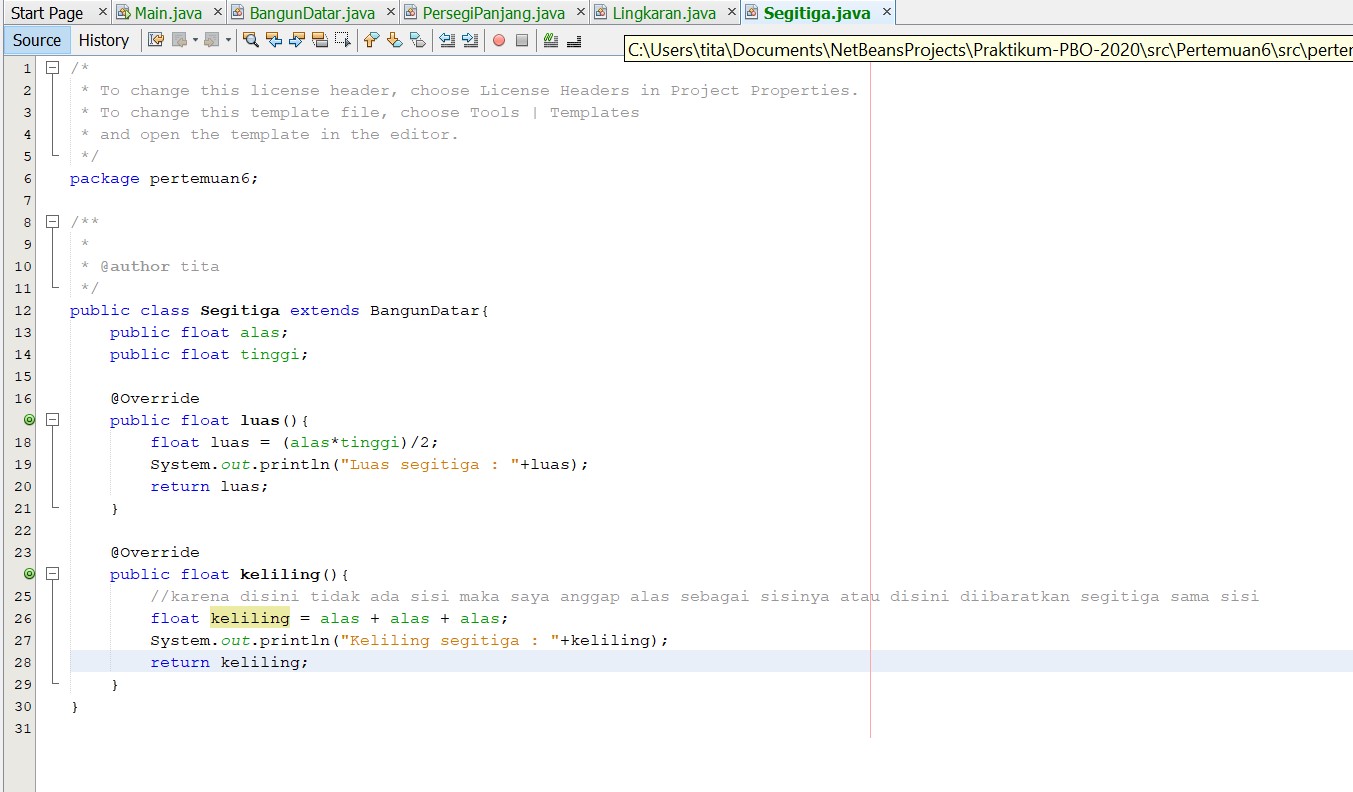 Start Page × Main.java × BangunDatar.java × PersegiPanjang.java × Lingkaran.java × Segitiga.java ×
Source History
C:\Users\tita\Documents\NetBeansProjects\Praktikum-PBO-2020\src\Pertemuan6\src\perter
1 /*
2 * To change this license header, choose License Headers in Project Properties.
3 * To change this template file, choose Tools | Templates
4 * and open the template in the editor.
5 */
6 package pertemuan6;
7
8 /**
9 *
10 * @author tita
11 */
12 public class Segitiga extends BangunDatar{
13 public float alas;
14 public float tinggi;
15
16 @Override
public float luas(){
18 float luas = (alas*tinggi)/2;
19 System.out.println("Luas segitiga : "+luas);
20 return luas;
21 }
22
23 @Override
public float keliling(){
25 //karena disini tidak ada sisi maka saya anggap alas sebagai sisinya atau disini diibaratkan segitiga sama sisi
26 float keliling = alas + alas + alas;
27 System.out.println("Keliling segitiga : "+keliling);
28 return keliling;
29 }
30 }
31